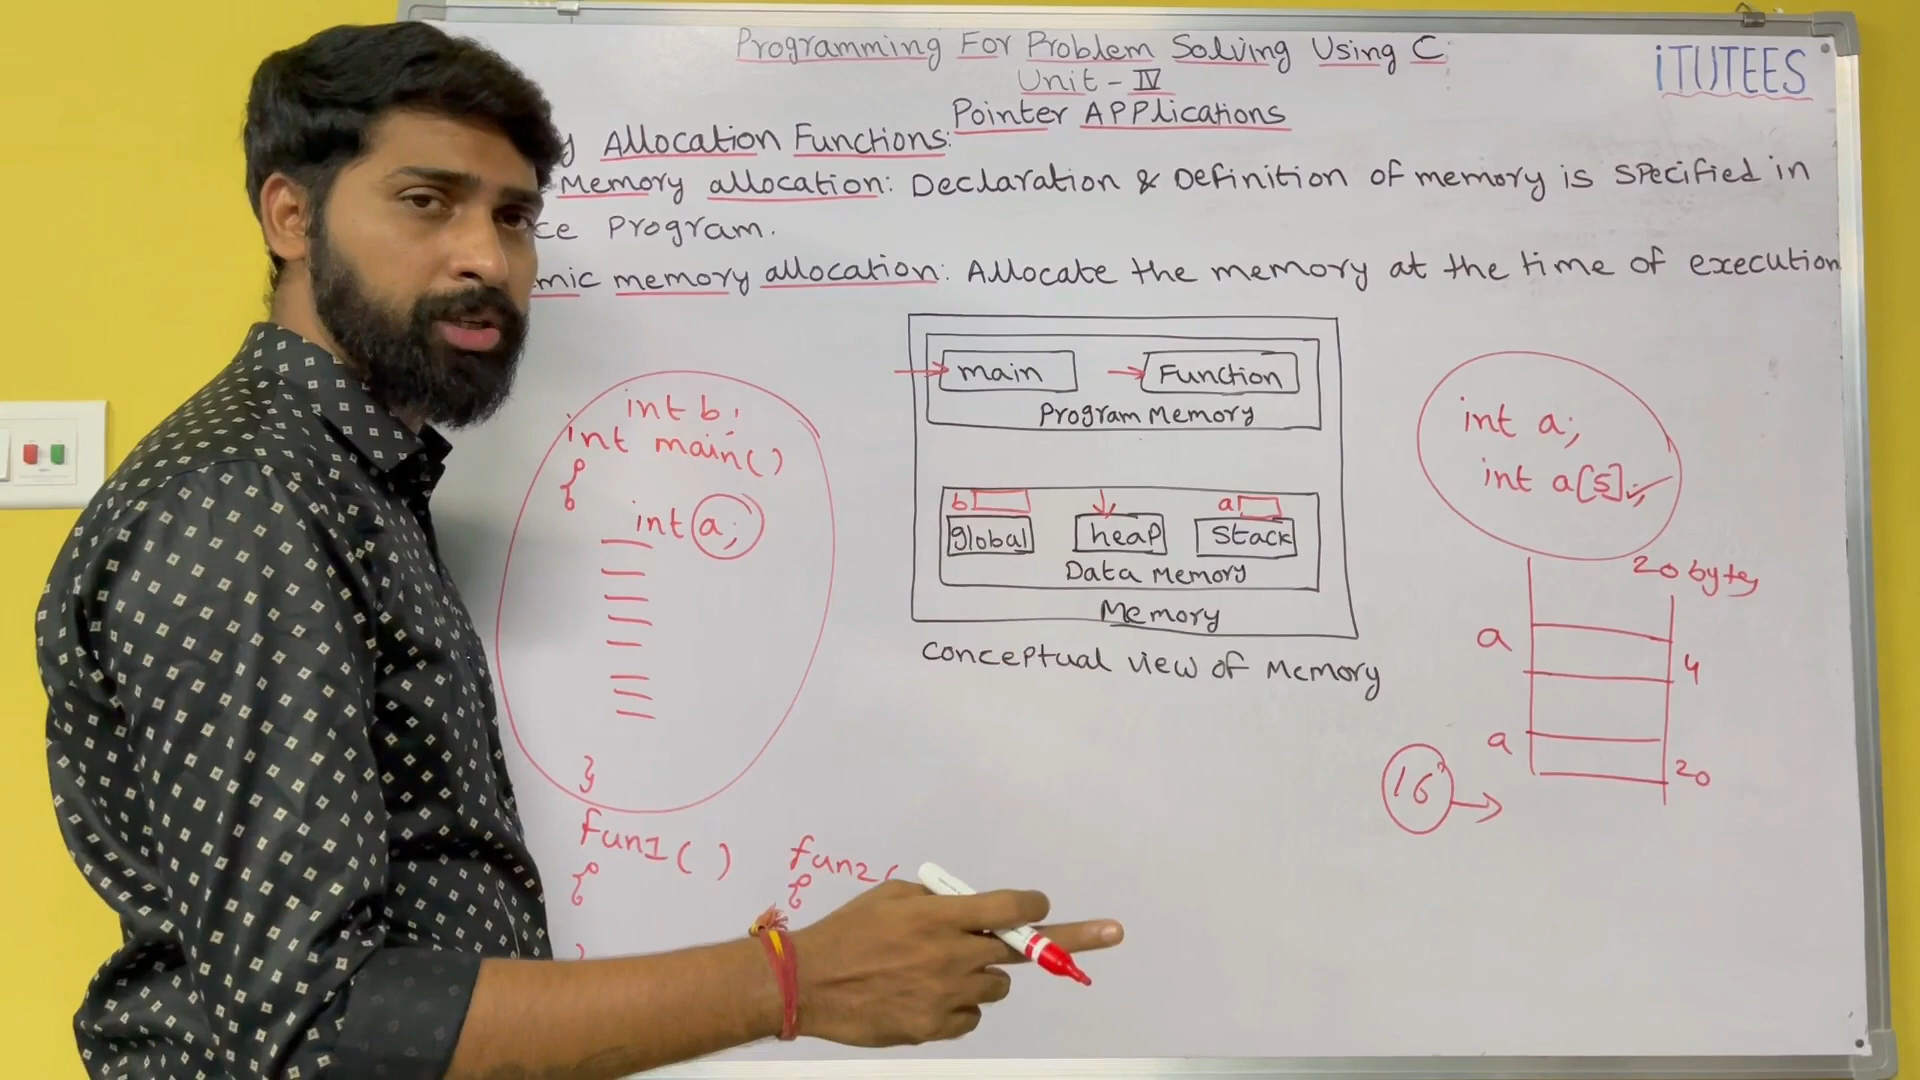 Programming For Problem Solving Using C
iTUTEES
Unit - IV
Pointer Applications
y Allocation Functions:
Memory allocation: Declaration & Definition of memory is specified in
ce Program.
mic memory allocation: Allocate the memory at the time of execution
main
Function
Program Memory
int b;
int main()
{
int a;
}
fun1( )
{
fun2(
{
b
a
global
heap
stack
Data memory
Memory
Conceptual view of Memory
int a;
int a[5];
20 bytes
a
4
a
20
16